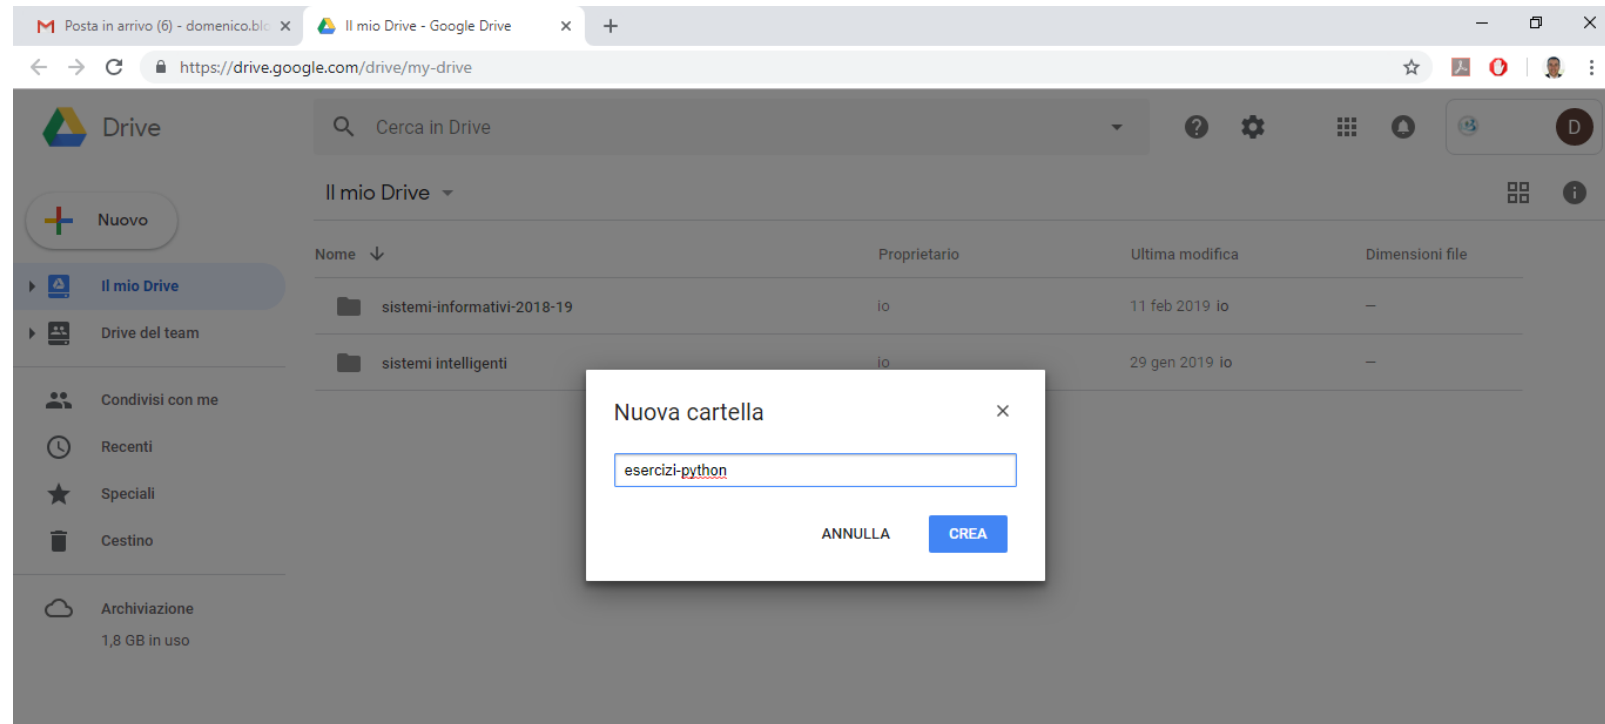 Posta in arrivo (6) - domenico.blo
Il mio Drive - Google Drive
https://drive.google.com/drive/my-drive
Drive
Cerca in Drive
D
Il mio Drive
Nuovo
Nome
Proprietario
Ultima modifica
Dimensioni file
Il mio Drive
sistemi-informativi-2018-19
io
11 feb 2019 io
—
Drive del team
sistemi intelligenti
io
29 gen 2019 io
—
Condivisi con me
Recenti
Speciali
Cestino
Archiviazione
1,8 GB in uso
Nuova cartella
esercizi-python
ANNULLA
CREA